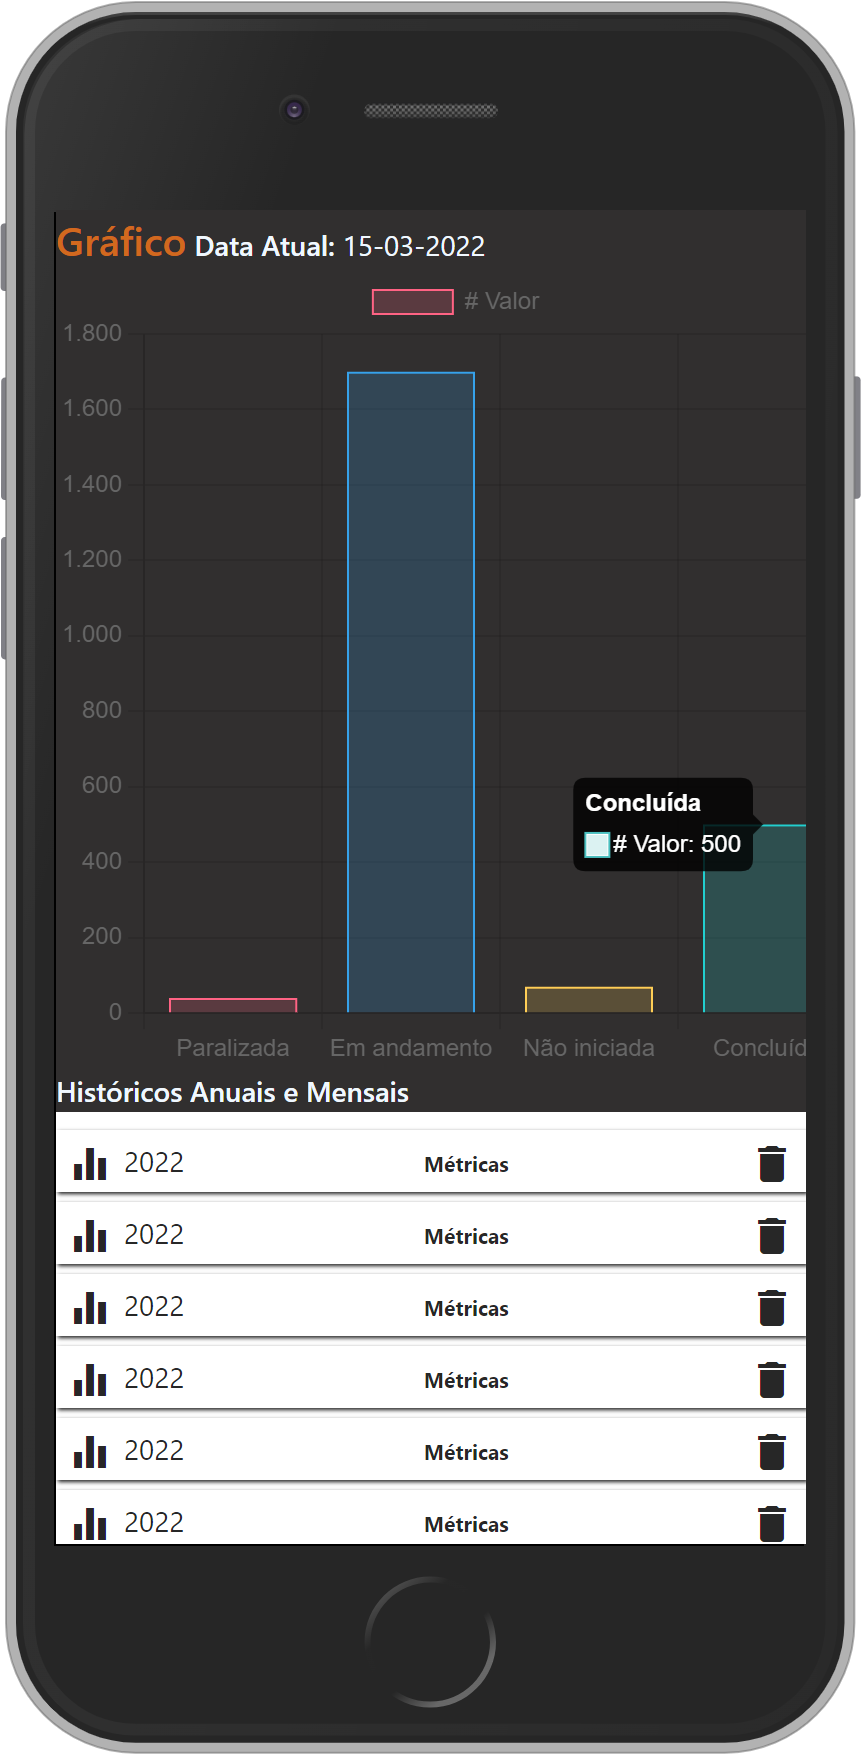 Gráfico Data Atual: 15-03-2022
# Valor
1.800
1.600
1.400
1.200
1.000
800
600
400
200
0
Concluída
# Valor: 500
Paralizada Em andamento Não iniciada Concluíd
Históricos Anuais e Mensais
2022 Métricas
2022 Métricas
2022 Métricas
2022 Métricas
2022 Métricas
2022 Métricas